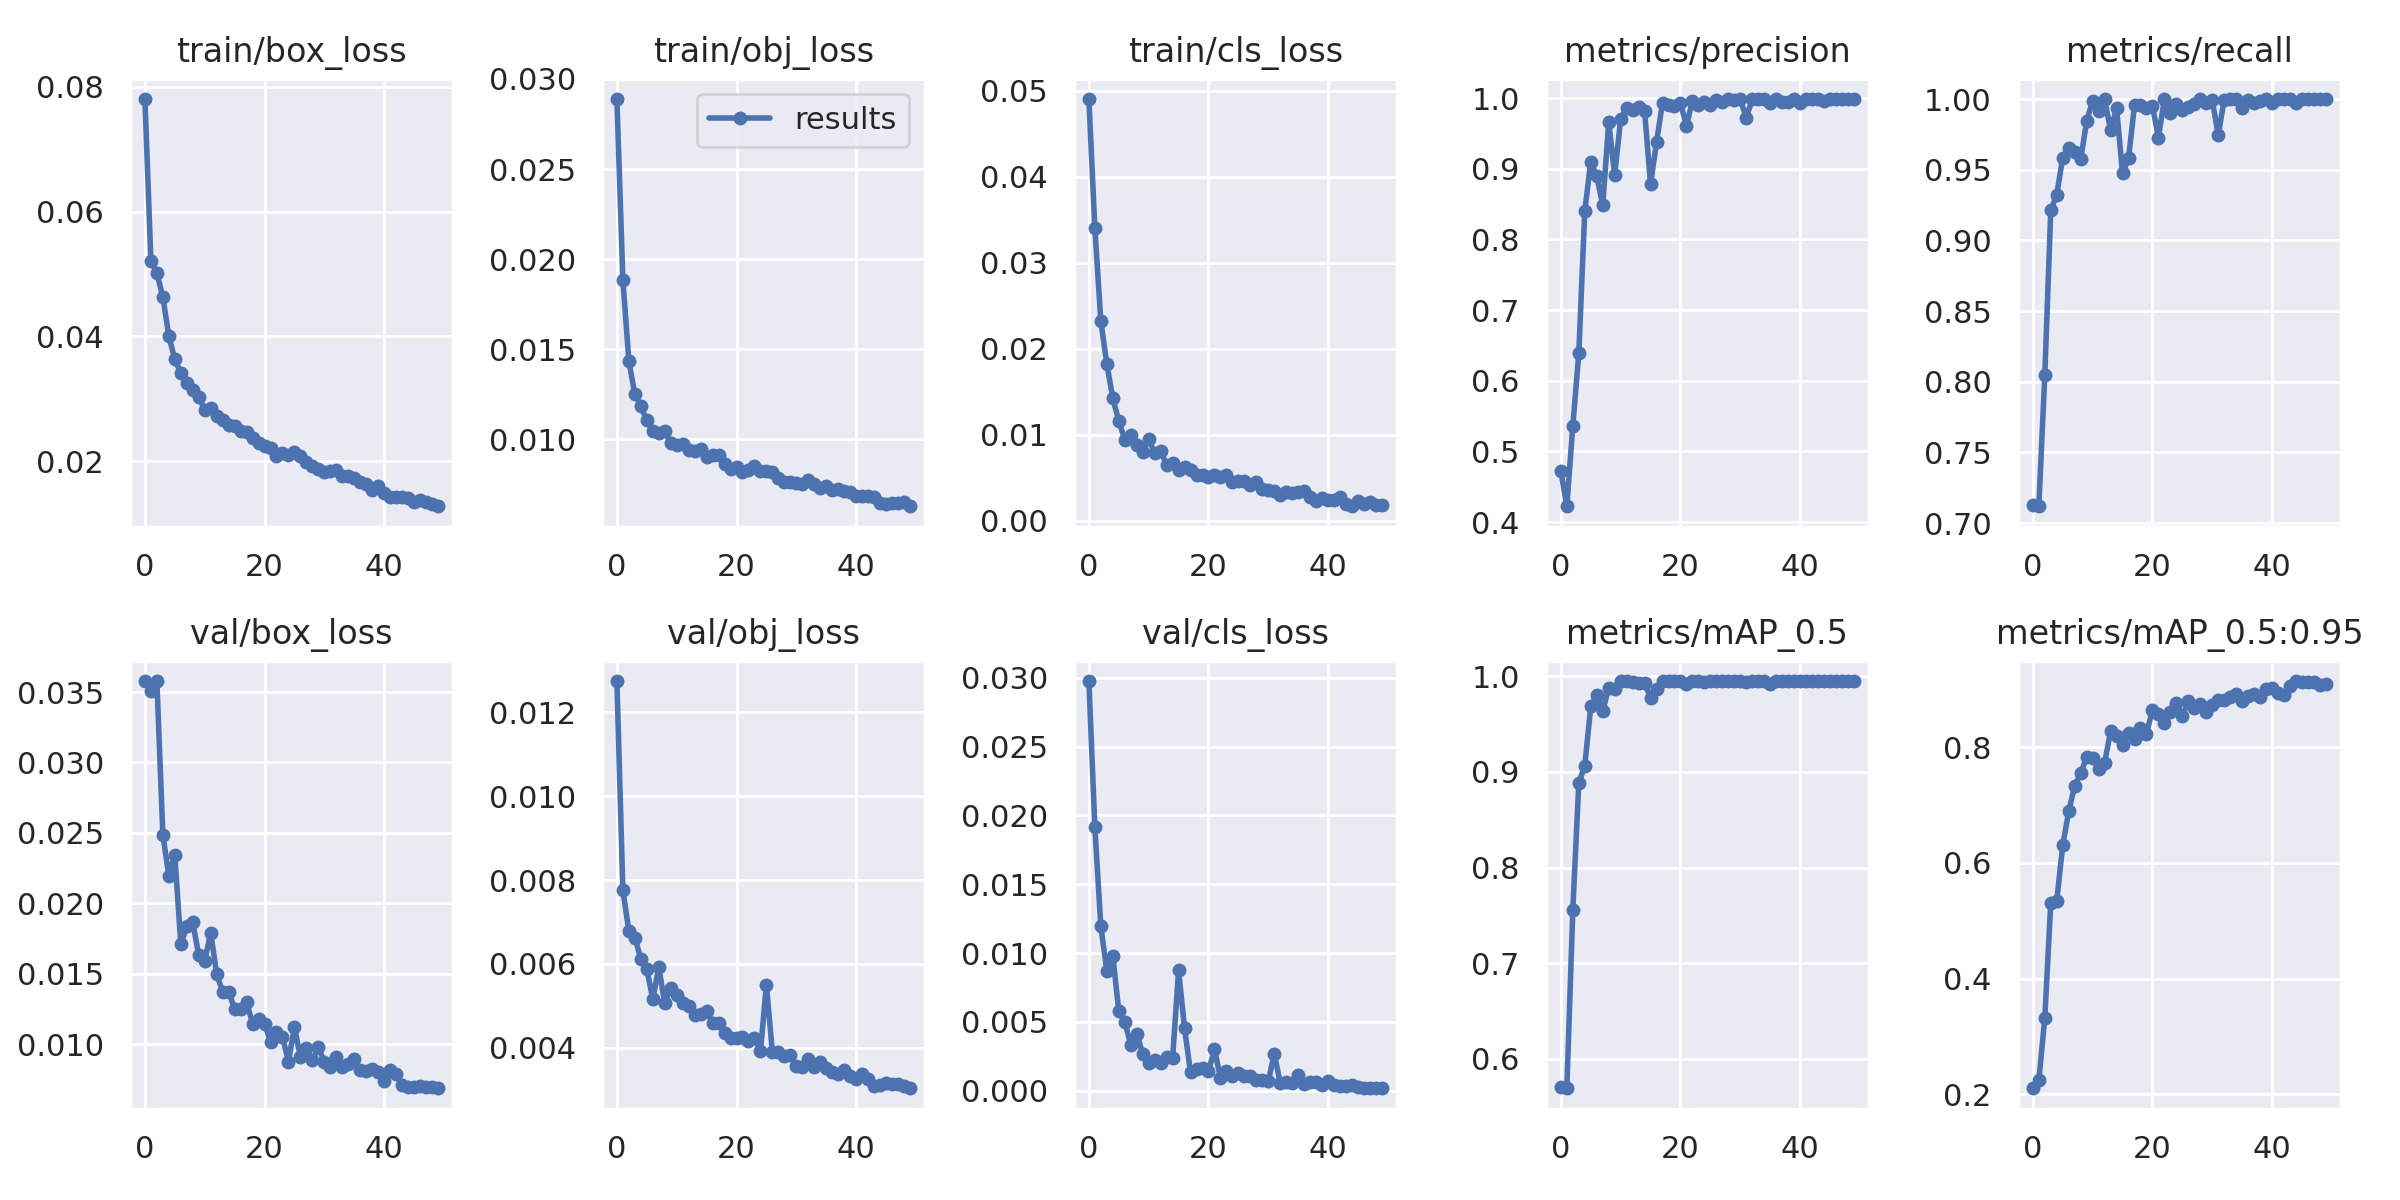 train/box_loss
0.08
0.06
0.04
0.02
0 20 40
train/obj_loss
results
0.030
0.025
0.020
0.015
0.010
0 20 40
train/cls_loss
0.05
0.04
0.03
0.02
0.01
0.00
0 20 40
metrics/precision
1.0
0.9
0.8
0.7
0.6
0.5
0.4
0 20 40
metrics/recall
1.00
0.95
0.90
0.85
0.80
0.75
0.70
0 20 40
val/box_loss
0.035
0.030
0.025
0.020
0.015
0.010
0 20 40
val/obj_loss
0.012
0.010
0.008
0.006
0.004
0 20 40
val/cls_loss
0.030
0.025
0.020
0.015
0.010
0.005
0.000
0 20 40
metrics/mAP_0.5
1.0
0.9
0.8
0.7
0.6
0 20 40
metrics/mAP_0.5:0.95
0.8
0.6
0.4
0.2
0 20 40